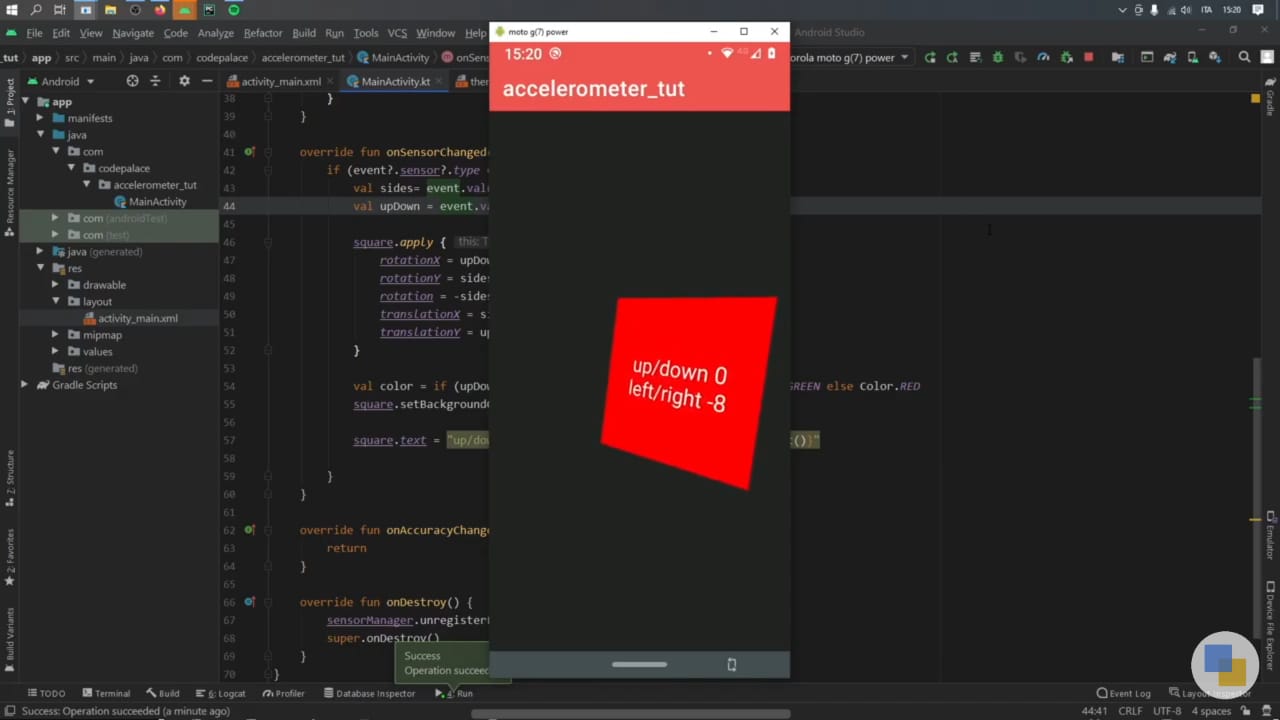 moto g(7) power
ITA
15:20
File
Edit
View
Navigate
Code
Analyze
Refactor
Build
Run
Tools
VCS
Window
Android Studio
_tut
app
src
main
java
com
codepalace
accelerometer_tut
MainActivity
onSens
orola moto g(7) power
Android
activity_main.xml
MainActivity.kt
then
15:20
4G
accelerometer_tut
up/down 0
left/right -8
1: Project
Resource Manager
Z: Structure
2: Favorites
Build Variants
Gradle
Emulator
Device File Explorer
app
manifests
java
com
codepalace
accelerometer_tut
MainActivity
com (androidTest)
com (test)
java (generated)
res
drawable
layout
activity_main.xml
mipmap
values
res (generated)
Gradle Scripts
38 }
39 }
40
41 override fun onSensorChanged
42 if (event?.sensor?.type
43 val sides= event.valu
44 val upDown = event.va
45
46 square.apply { this: T
47 rotationX = upDow
48 rotationY = sides
49 rotation = -sides
50 translationX = si
51 translationY = up
52 }
53
54 val color = if (upDow GREEN else Color.RED
55 square.setBackground
56
57 square.text = "up/dow ()}"
58
59 }
60 }
61
62 override fun onAccuracyChange
63 return
64 }
65
66 override fun onDestroy() {
67 sensorManager.unregister
68 super.onDestroy()
69 }
70 }
Success
Operation succeed
TODO
Terminal
Build
6: Logcat
Profiler
Database Inspector
4: Run
Event Log
Layout Inspector
Success: Operation succeeded (a minute ago)
44:41
CRLF
UTF-8
4 spaces